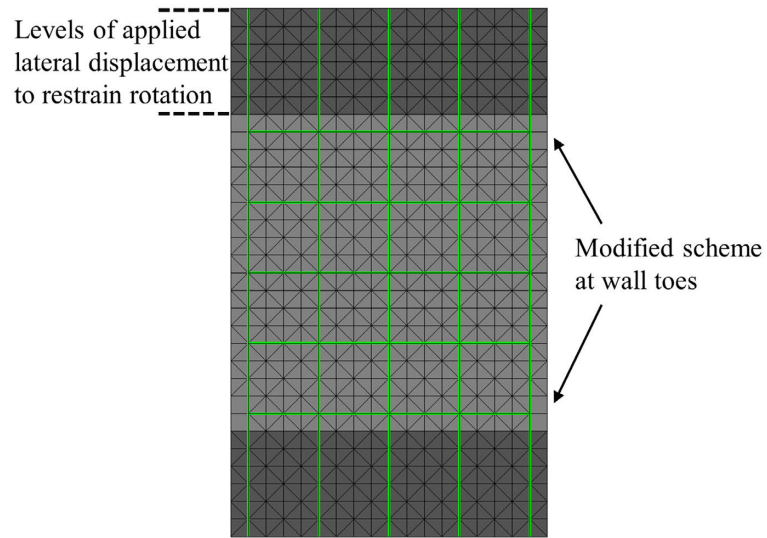 Levels of applied
lateral displacement
to restrain rotation
Modified scheme
at wall toes